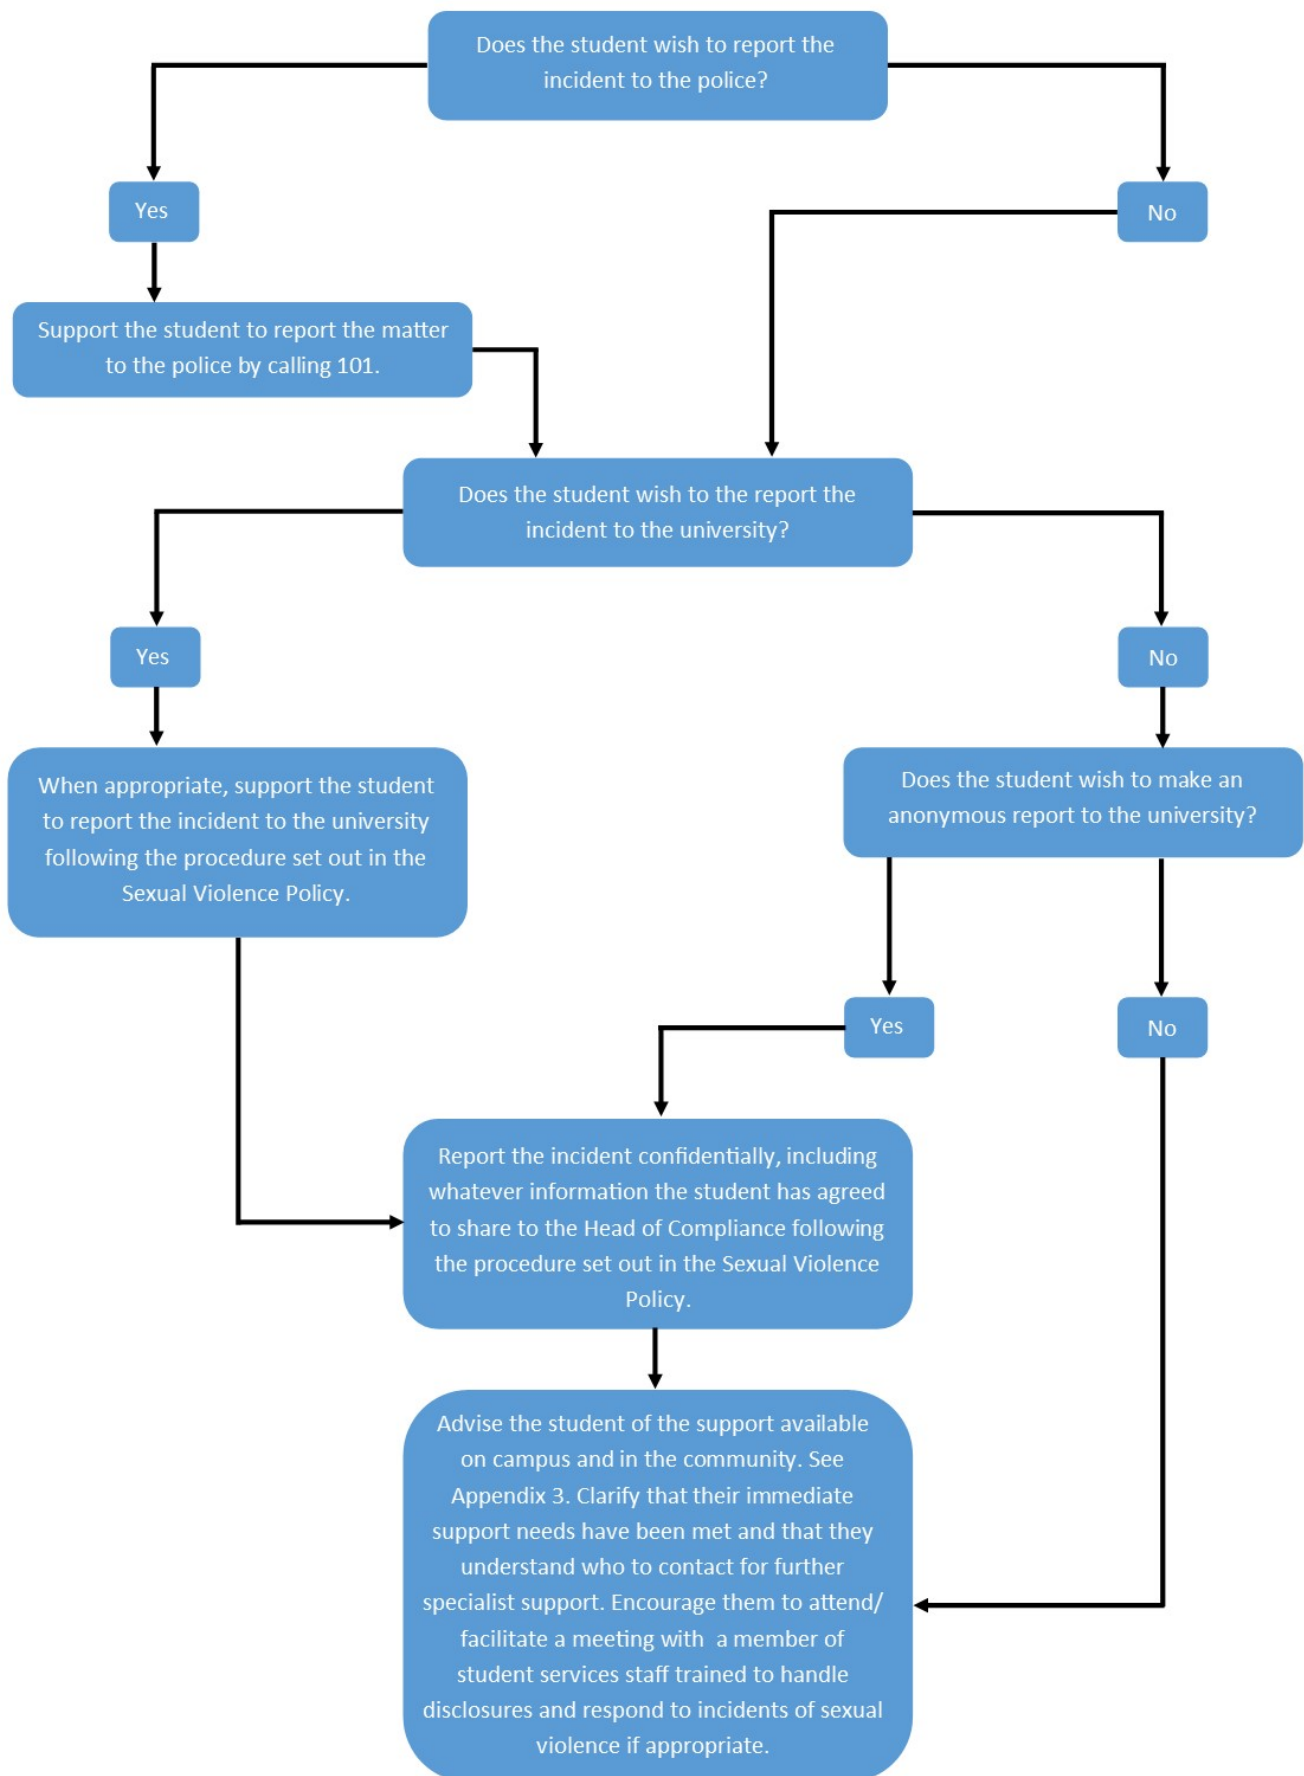 Does the student wish to report the
incident to the police?
Yes
No
Support the student to report the matter
to the police by calling 101.
Does the student wish to the report the
incident to the university?
Yes
No
When appropriate, support the student
to report the incident to the university
following the procedure set out in the
Sexual Violence Policy.
Does the student wish to make an
anonymous report to the university?
Yes
No
Report the incident confidentially, including
whatever information the student has agreed
to share to the Head of Compliance following
the procedure set out in the Sexual Violence
Policy.
Advise the student of the support available
on campus and in the community. See
Appendix 3. Clarify that their immediate
support needs have been met and that they
understand who to contact for further
specialist support. Encourage them to attend/
facilitate a meeting with  a member of
student services staff trained to handle
disclosures and respond to incidents of sexual
violence if appropriate.